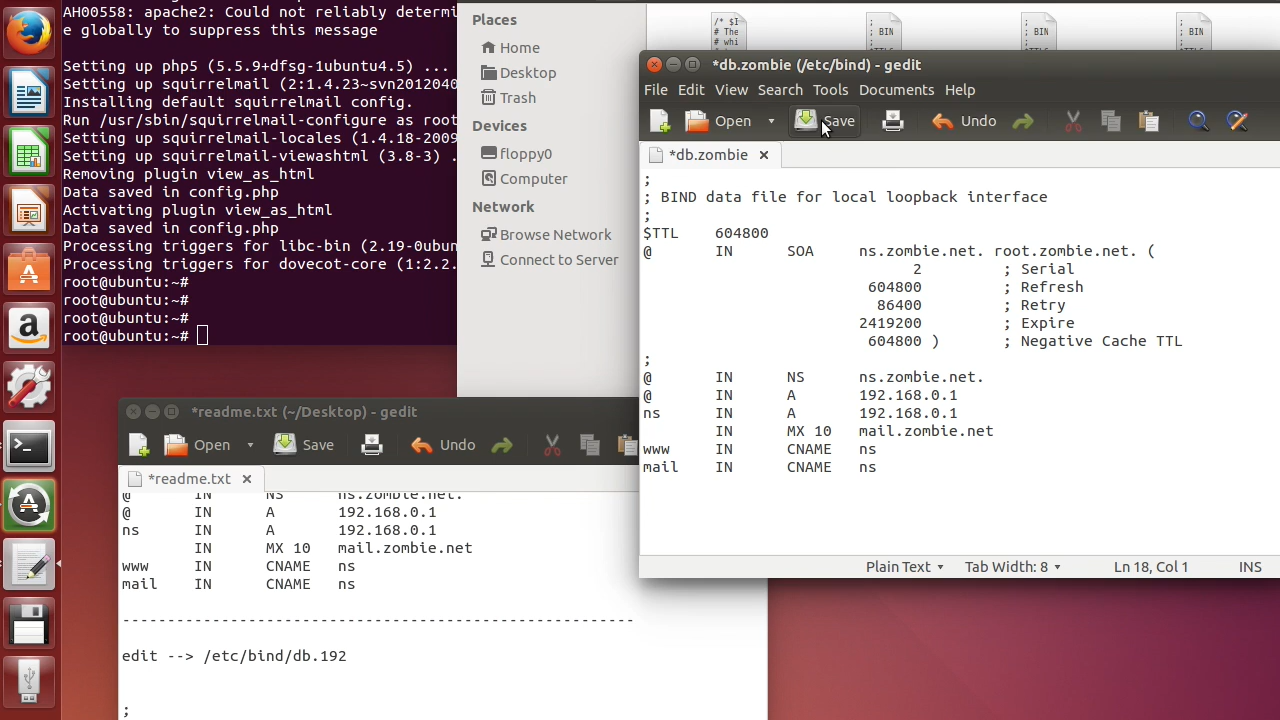 AH00558: apache2: Could not reliably determi
e globally to suppress this message
Setting up php5 (5.5.9+dfsg-1ubuntu4.5) ...
Setting up squirrelmail (2:1.4.23~svn2012040
Installing default squirrelmail config.
Run /usr/sbin/squirrelmail-configure as root
Setting up squirrelmail-locales (1.4.18-2009
Setting up squirrelmail-viewashtml (3.8-3) .
Removing plugin view_as_html
Data saved in config.php
Activating plugin view_as_html
Data saved in config.php
Processing triggers for libc-bin (2.19-0ubun
Processing triggers for dovecot-core (1:2.2.
root@ubuntu:~#
root@ubuntu:~#
root@ubuntu:~#
root@ubuntu:~#
Places
Home
Desktop
Trash
Devices
floppy0
Computer
Network
Browse Network
Connect to Server
; BIN
; BIN
; BIN
*db.zombie (/etc/bind) - gedit
File Edit View Search Tools Documents Help
Open Save Undo
*db.zombie
;
; BIND data file for local loopback interface
;
$TTL 604800
@ IN SOA ns.zombie.net. root.zombie.net. (
2 ; Serial
604800 ; Refresh
86400 ; Retry
2419200 ; Expire
604800 ) ; Negative Cache TTL
;
@ IN NS ns.zombie.net.
@ IN A 192.168.0.1
ns IN A 192.168.0.1
IN MX 10 mail.zombie.net
www IN CNAME ns
mail IN CNAME ns
Plain Text Tab Width: 8 Ln 18, Col 1 INS
*readme.txt (~/Desktop) - gedit
Open Save Undo
*readme.txt
@ IN NS ns.zombie.net.
@ IN A 192.168.0.1
ns IN A 192.168.0.1
IN MX 10 mail.zombie.net
www IN CNAME ns
mail IN CNAME ns
---------------------------------------------------------
edit --> /etc/bind/db.192
;